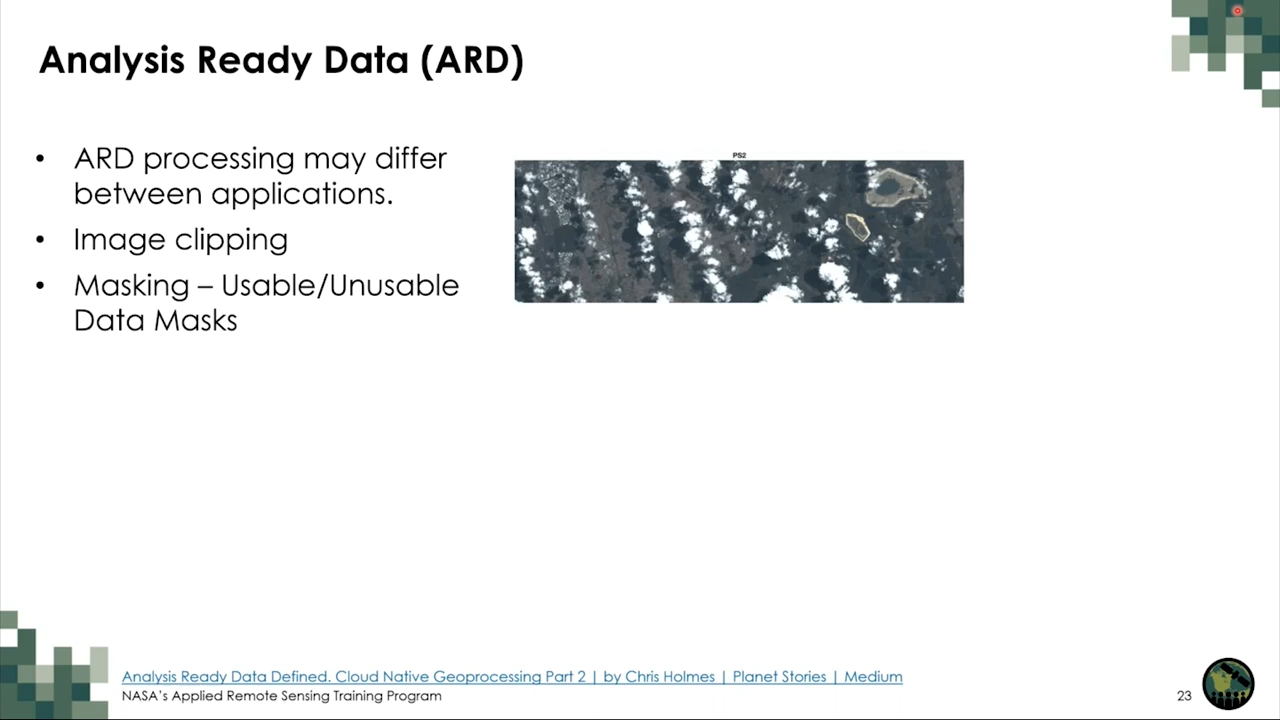 Analysis Ready Data (ARD)
• ARD processing may differ
between applications.
• Image clipping
• Masking – Usable/Unusable
Data Masks
PS2
Analysis Ready Data Defined. Cloud Native Geoprocessing Part 2 | by Chris Holmes | Planet Stories | Medium
NASA's Applied Remote Sensing Training Program
23